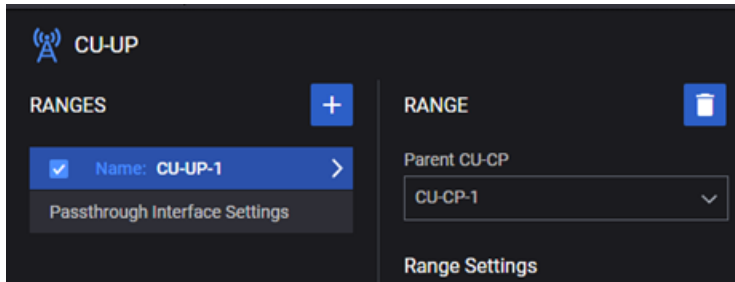 CU-UP
RANGES
Name: CU-UP-1
Passthrough Interface Settings
RANGE
Parent CU-CP
CU-CP-1
Range Settings